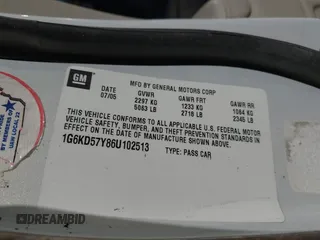 GM
MFD BY GENERAL MOTORS CORP
DATE GVWR GAWR FRT GAWR RR
07/05 2297 KG 1233 KG 1064 KG
5063 LB 2718 LB 2345 LB
THIS VEHICLE CONFORMS TO ALL APPLICABLE U.S. FEDERAL MOTOR
VEHICLE SAFETY, BUMPER, AND THEFT PREVENTION STANDARDS IN
EFFECT ON THE DATE OF MANUFACTURE SHOWN ABOVE.
1G6KD57Y86U102513
TYPE: PASS CAR
DREAMBID